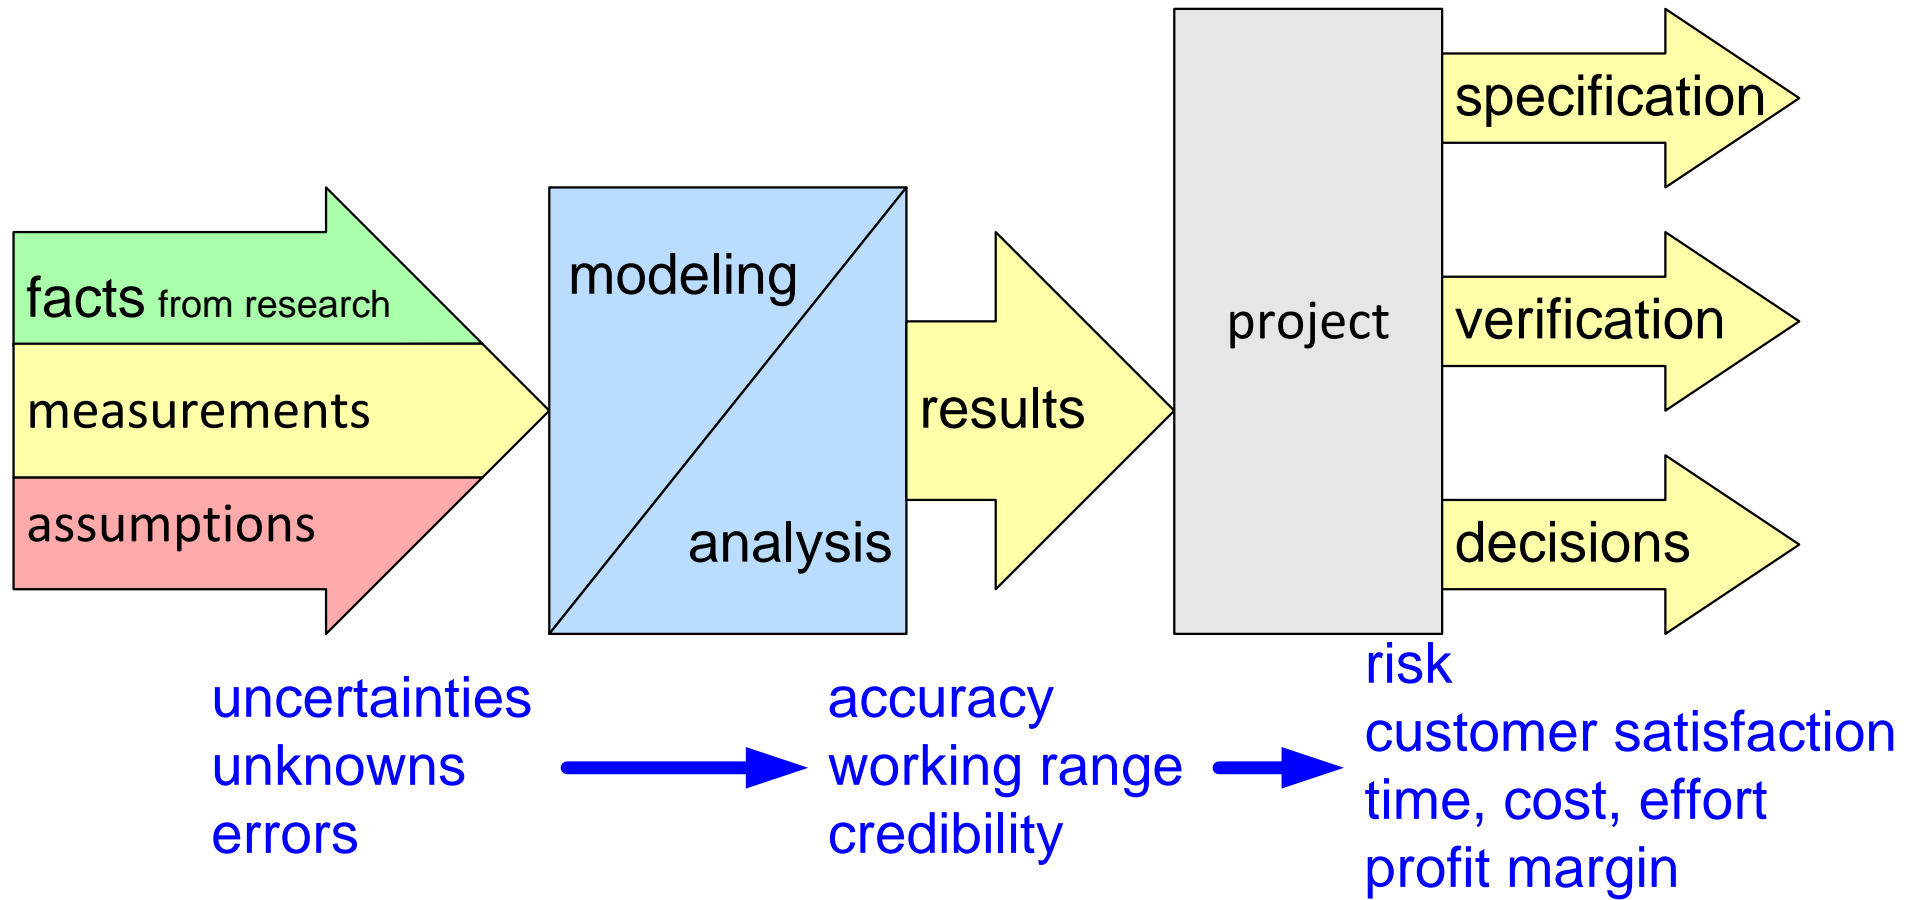 facts from research
measurements
assumptions
modeling
analysis
results
project
specification
verification
decisions
uncertainties
unknowns
errors
accuracy
working range
credibility
risk
customer satisfaction
time, cost, effort
profit margin